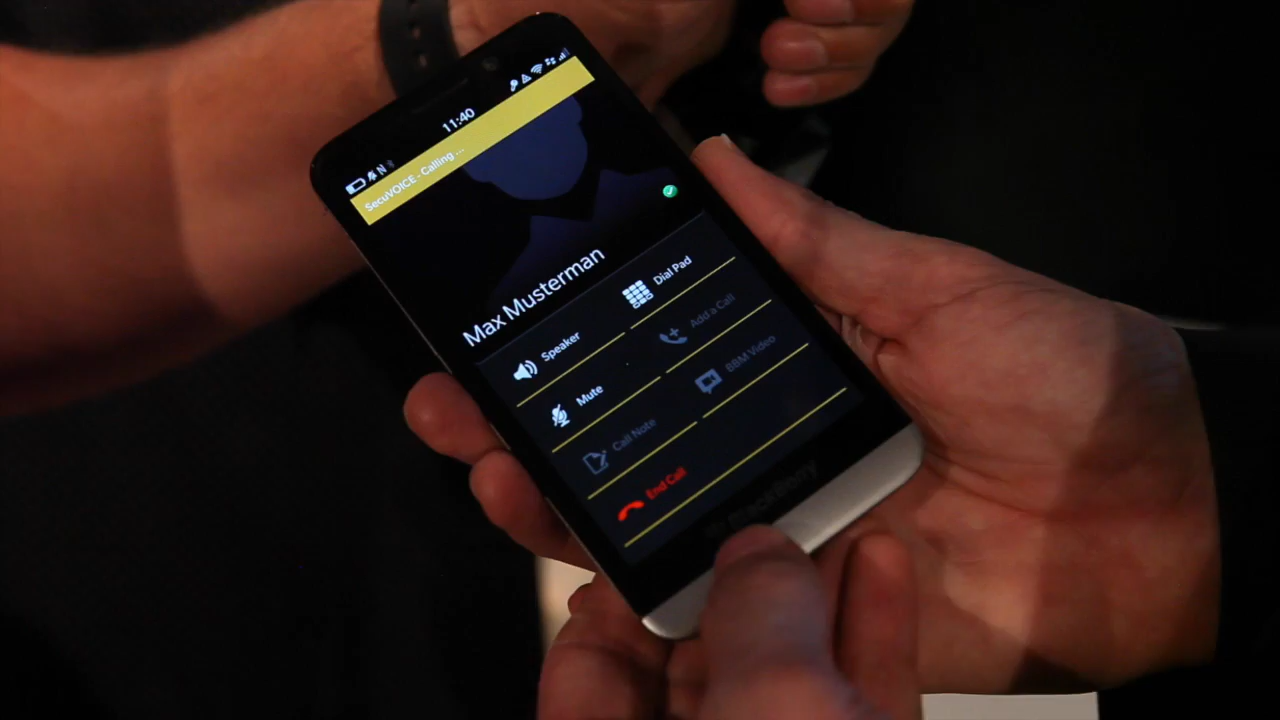 11:40
SecuVOICE - Calling ...
Max Musterman
Speaker
Dial Pad
Mute
Add a Call
Call Note
BBM Video
End Call
BlackBerry